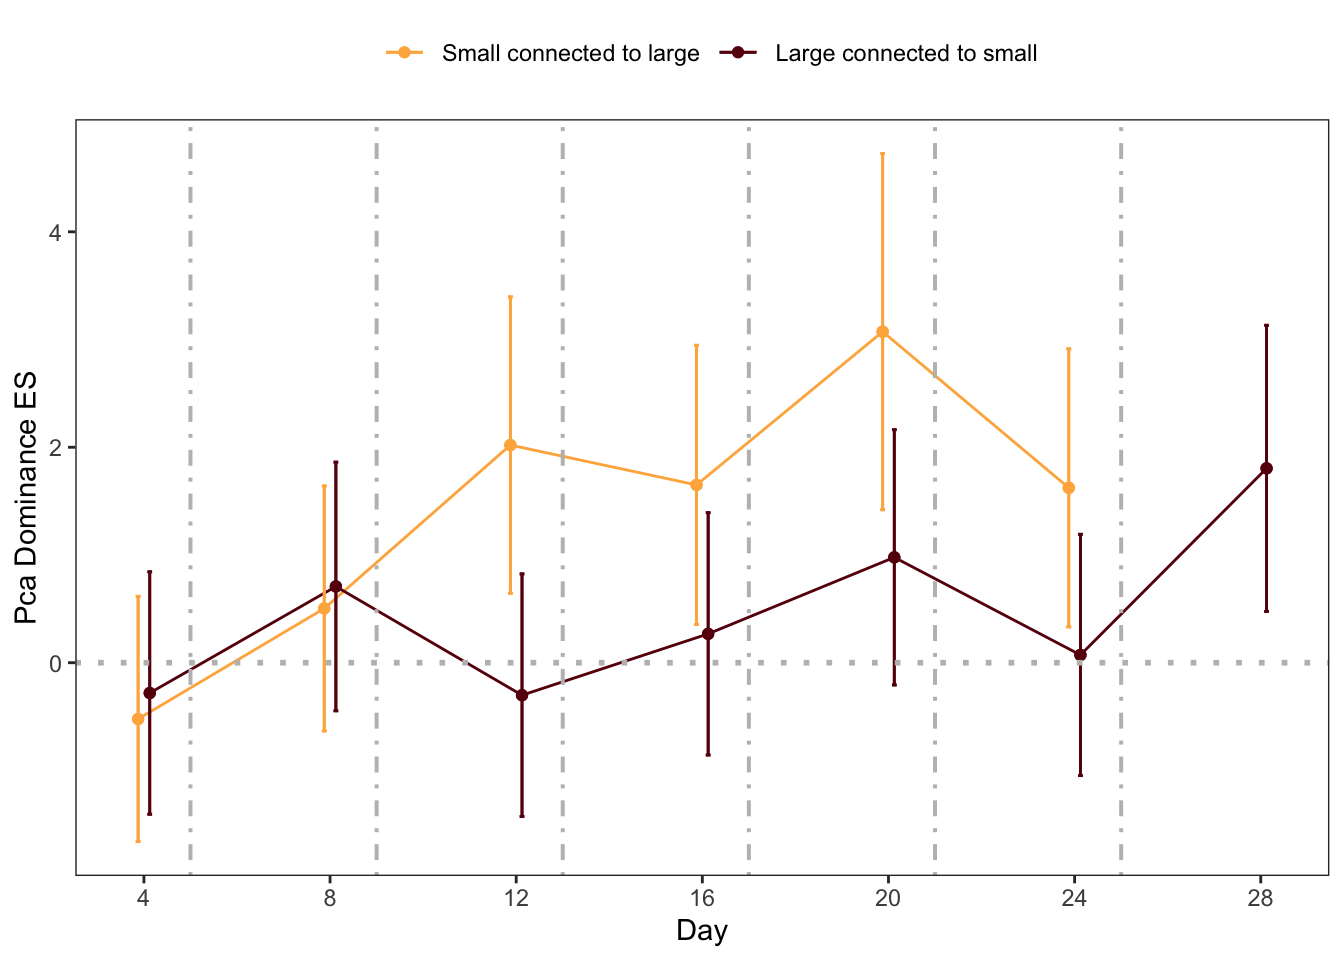 Small connected to large Large connected to small
Pca Dominance ES
4
2
0
4 8 12 16 20 24 28
Day